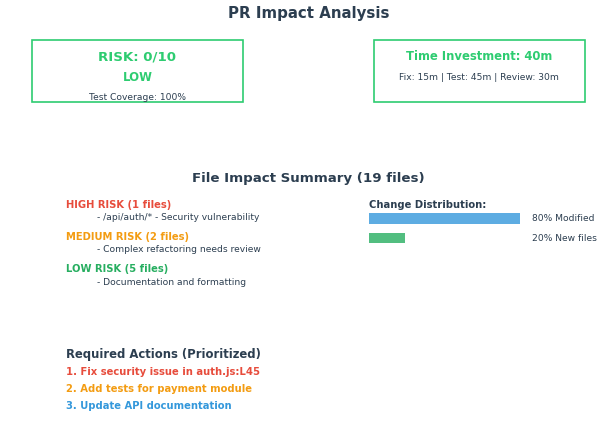 PR Impact Analysis
RISK: 0/10
LOW
Test Coverage: 100%
Time Investment: 40m
Fix: 15m | Test: 45m | Review: 30m
File Impact Summary (19 files)
HIGH RISK (1 files)
- /api/auth/* - Security vulnerability
MEDIUM RISK (2 files)
- Complex refactoring needs review
LOW RISK (5 files)
- Documentation and formatting
Change Distribution:
80% Modified
20% New files
Required Actions (Prioritized)
1. Fix security issue in auth.js:L45
2. Add tests for payment module
3. Update API documentation